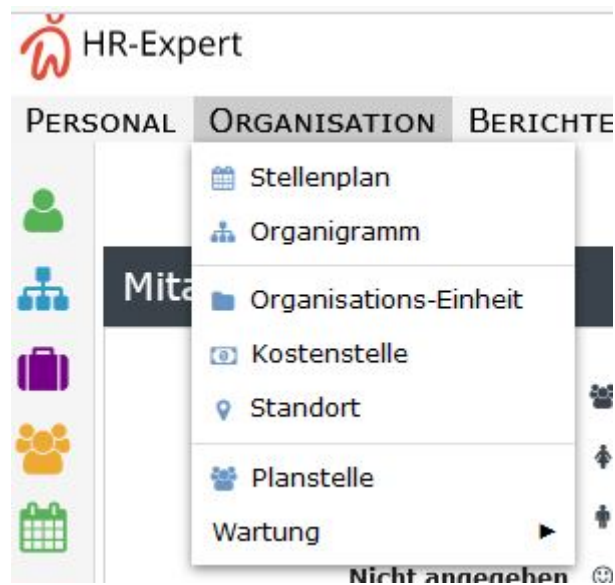 HR-Expert
PERSONAL ORGANISATION BERICHTE
Stellenplan
Organigramm
Mita
Organisations-Einheit
Kostenstelle
Standort
Planstelle
Wartung
Nicht angegeben